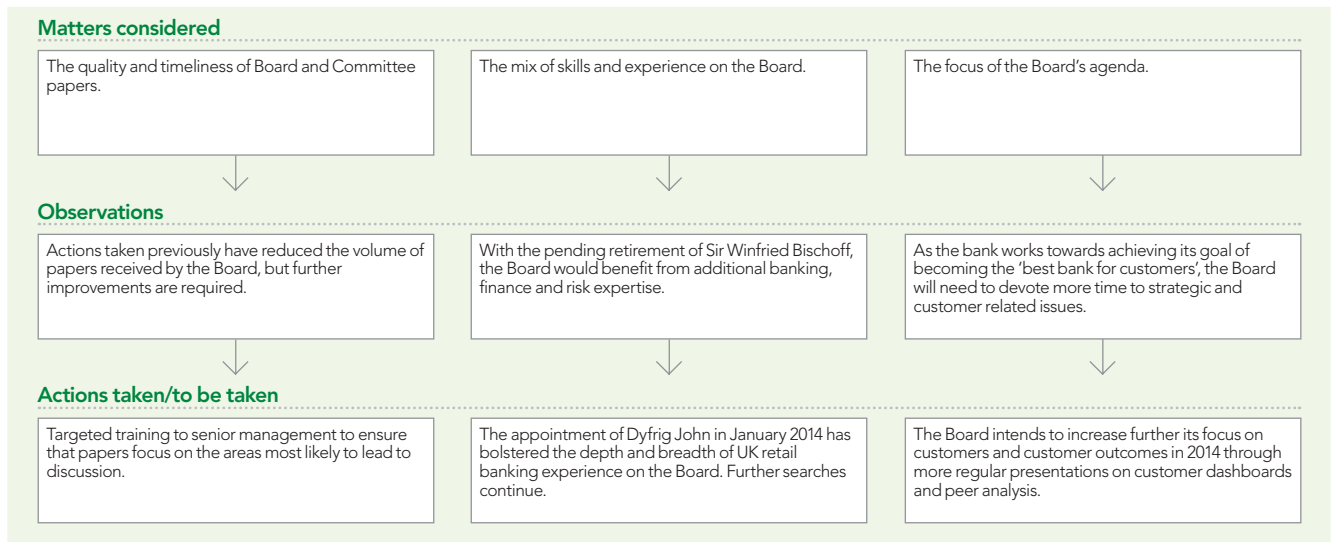 Matters considered
The quality and timeliness of Board and Committee
papers.
The mix of skills and experience on the Board.
The focus of the Board's agenda.
Observations
Actions taken previously have reduced the volume of
papers received by the Board, but further
improvements are required.
With the pending retirement of Sir Winfried Bischoff,
the Board would benefit from additional banking,
finance and risk expertise.
As the bank works towards achieving its goal of
becoming the ‘best bank for customers’, the Board
will need to devote more time to strategic and
customer related issues.
Actions taken/to be taken
Targeted training to senior management to ensure
that papers focus on the areas most likely to lead to
discussion.
The appointment of Dyfrig John in January 2014 has
bolstered the depth and breadth of UK retail
banking experience on the Board. Further searches
continue.
The Board intends to increase further its focus on
customers and customer outcomes in 2014 through
more regular presentations on customer dashboards
and peer analysis.